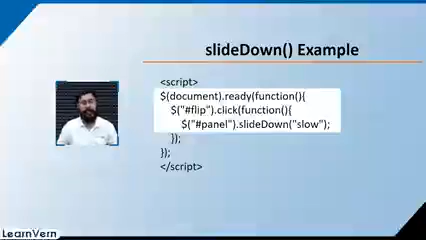 slideDown() Example
<script>
$(document).ready(function(){
$("#flip").click(function(){
$("#panel").slideDown("slow");
});
});
</script>
LearnVern